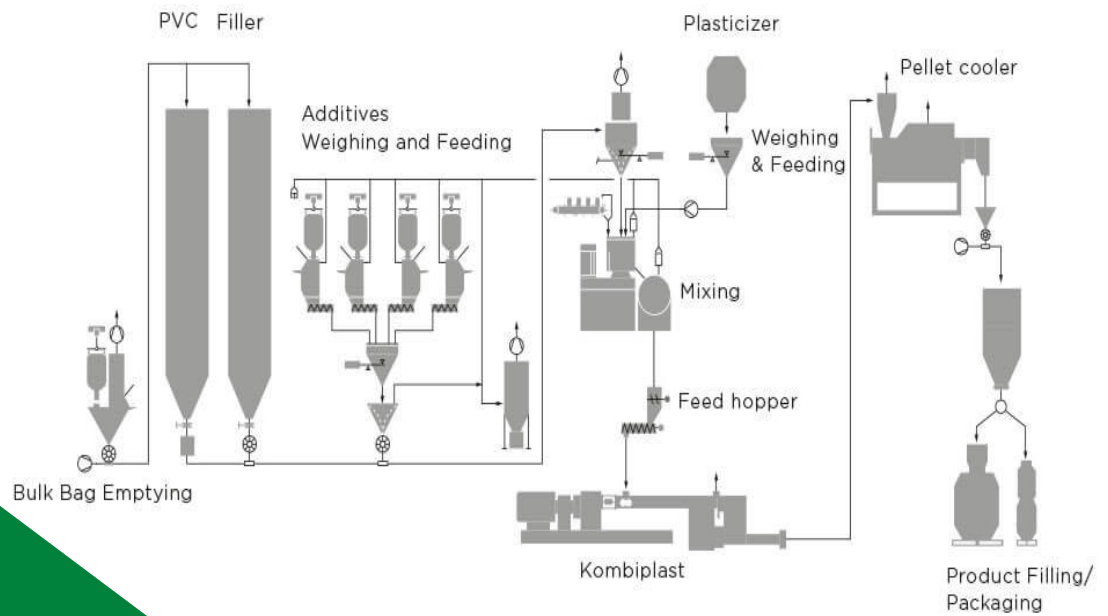 PVC
Filler
Plasticizer
Pellet cooler
Additives
Weighing and Feeding
Weighing
& Feeding
Mixing
Feed hopper
Bulk Bag Emptying
Kombiplast
Product Filling/
Packaging